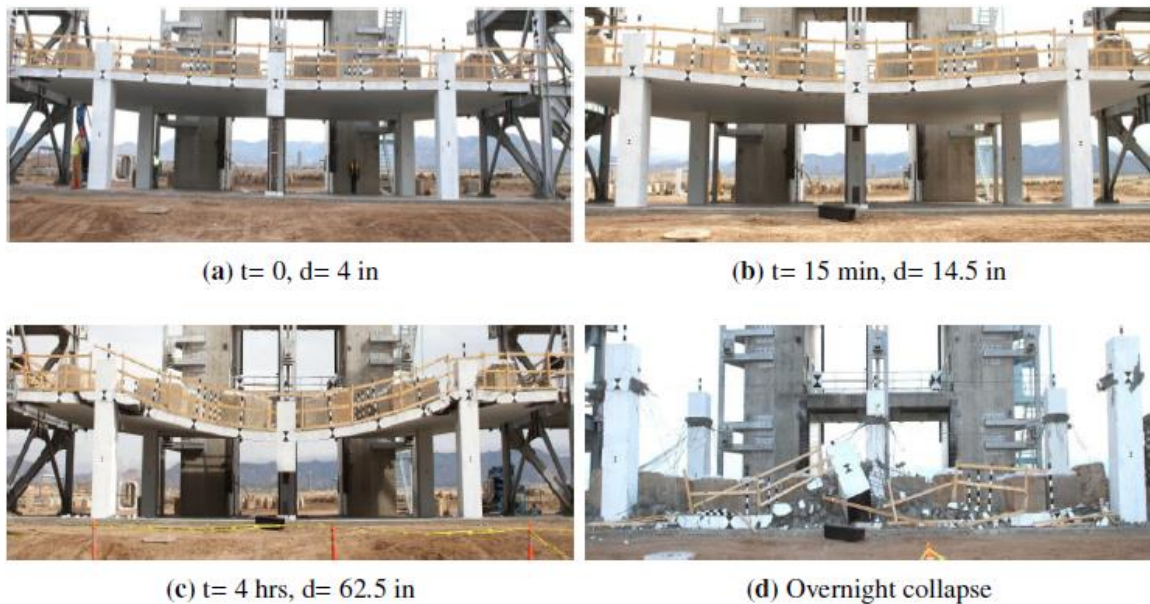 (a) t= 0, d= 4 in
(b) t= 15 min, d= 14.5 in
(c) t= 4 hrs, d= 62.5 in
(d) Overnight collapse